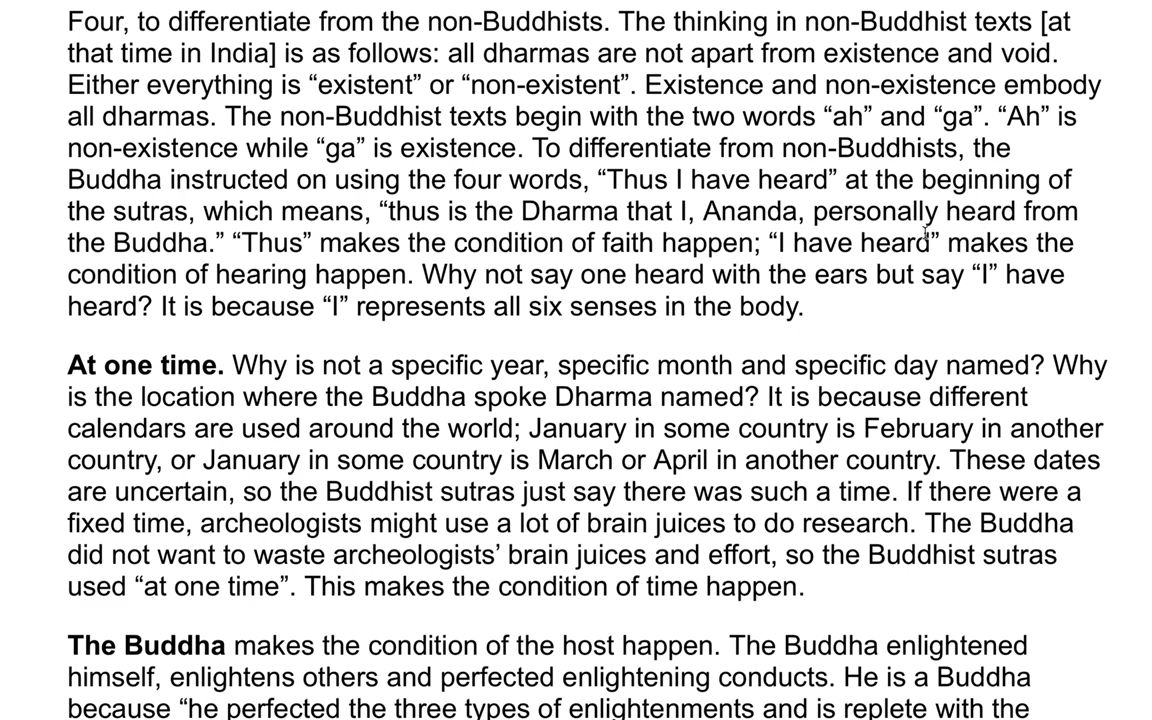 Four, to differentiate from the non-Buddhists. The thinking in non-Buddhist texts [at
that time in India] is as follows: all dharmas are not apart from existence and void.
Either everything is “existent” or “non-existent”. Existence and non-existence embody
all dharmas. The non-Buddhist texts begin with the two words “ah” and “ga”. “Ah” is
non-existence while “ga” is existence. To differentiate from non-Buddhists, the
Buddha instructed on using the four words, “Thus I have heard” at the beginning of
the sutras, which means, “thus is the Dharma that I, Ananda, personally heard from
the Buddha.” “Thus” makes the condition of faith happen; “I have heard” makes the
condition of hearing happen. Why not say one heard with the ears but say “I” have
heard? It is because “I” represents all six senses in the body.
At one time. Why is not a specific year, specific month and specific day named? Why
is the location where the Buddha spoke Dharma named? It is because different
calendars are used around the world; January in some country is February in another
country, or January in some country is March or April in another country. These dates
are uncertain, so the Buddhist sutras just say there was such a time. If there were a
fixed time, archeologists might use a lot of brain juices to do research. The Buddha
did not want to waste archeologists’ brain juices and effort, so the Buddhist sutras
used “at one time”. This makes the condition of time happen.
The Buddha makes the condition of the host happen. The Buddha enlightened
himself, enlightens others and perfected enlightening conducts. He is a Buddha
because “he perfected the three types of enlightenments and is replete with the